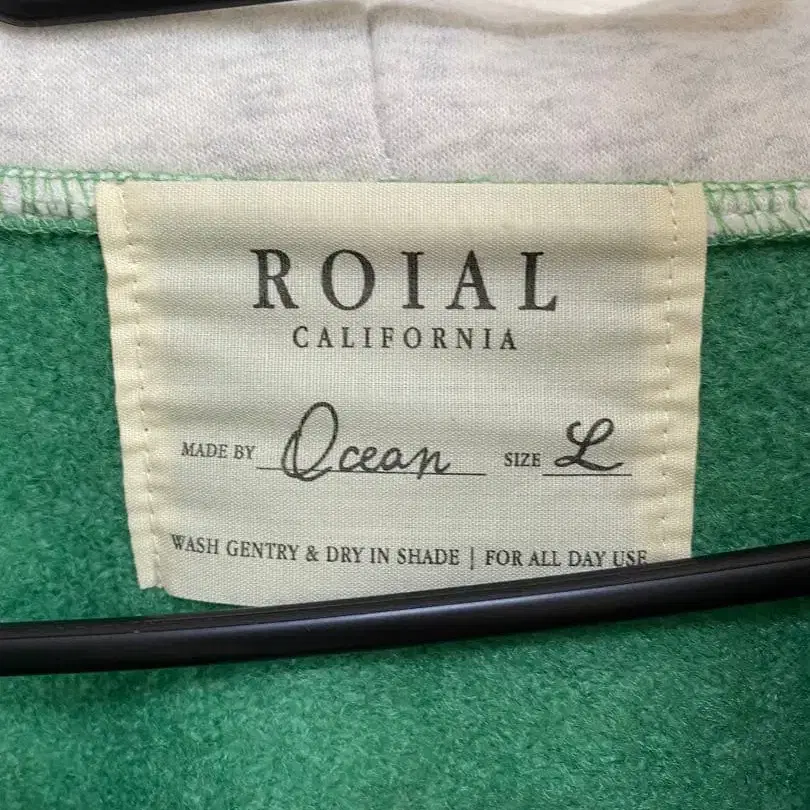 ROIAL
CALIFORNIA
MADE BY Ocean SIZE L
WASH GENTRY & DRY IN SHADE | FOR ALL DAY USE